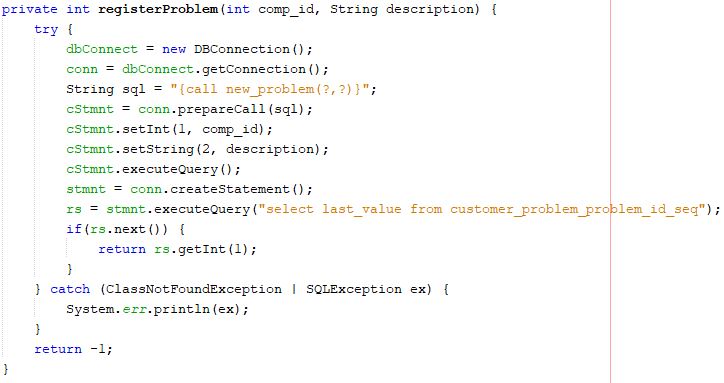 private int registerProblem(int comp_id, String description) {
    try {
        dbConnect = new DBConnection();
        conn = dbConnect.getConnection();
        String sql = "{call new_problem(?,?)}";
        cStmnt = conn.prepareCall(sql);
        cStmnt.setInt(1, comp_id);
        cStmnt.setString(2, description);
        cStmnt.executeQuery();
        stmnt = conn.createStatement();
        rs = stmnt.executeQuery("select last_value from customer_problem_problem_id_seq");
        if(rs.next()) {
            return rs.getInt(1);
        }
    } catch (ClassNotFoundException | SQLException ex) {
        System.err.println(ex);
    }
    return -1;
}